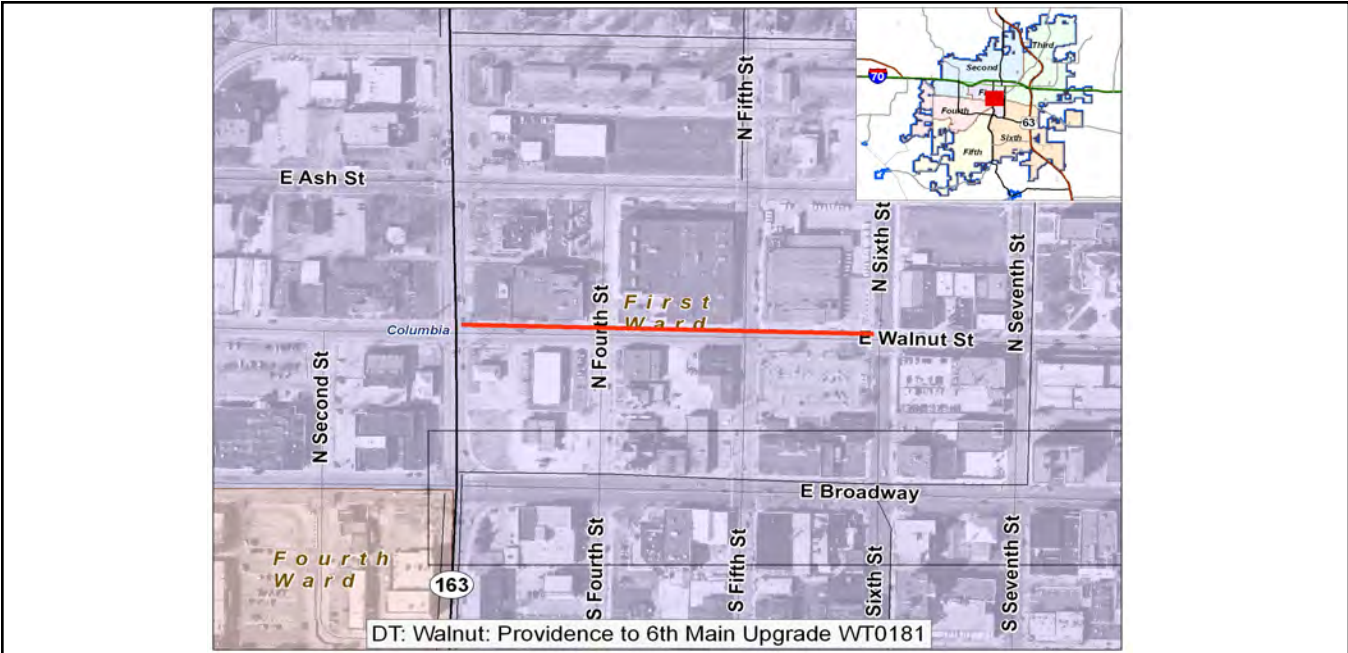 Third
Second
70
Fourth
63
Sixth
Fifth
N Fifth St
E Ash St
N Sixth St
N Seventh St
First
Ward
N Fourth St
Columbia
E Walnut St
N Second St
E Broadway
Fourth
Ward
163
S Fourth St
S Fifth St
Sixth St
S Seventh St
DT: Walnut: Providence to 6th Main Upgrade WT0181